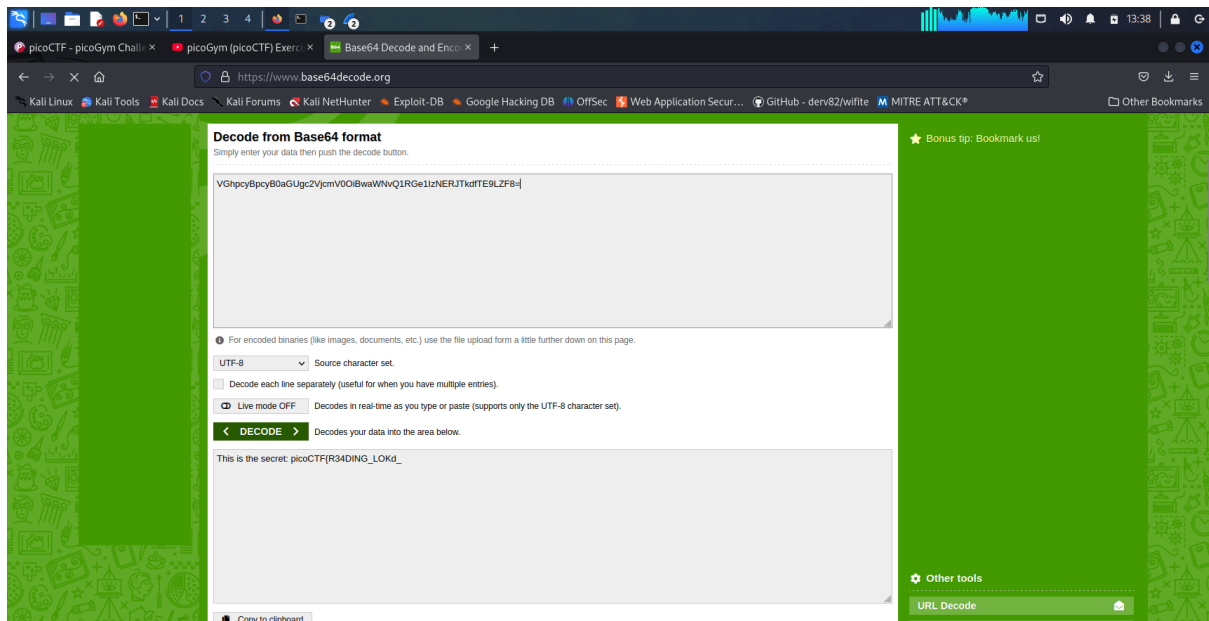 1 2 3 4 2 2 13:38
picoCTF - picoGym Challe × picoGym (picoCTF) Exerci × Base64 Decode and Enco × +
https://www.base64decode.org
Kali Linux Kali Tools Kali Docs Kali Forums Kali NetHunter Exploit-DB Google Hacking DB OffSec Web Application Secur... GitHub - derv82/wifite MITRE ATT&CK® Other Bookmarks
Decode from Base64 format
Simply enter your data then push the decode button.
Bonus tip: Bookmark us!
VGhpcyBpcyB0aGUgc2VjcmV0OiBwaWNvQ1RGe1IzNERJTkdfTE9LZF8=
For encoded binaries (like images, documents, etc.) use the file upload form a little further down on this page.
UTF-8 Source character set.
Decode each line separately (useful for when you have multiple entries).
Live mode OFF Decodes in real-time as you type or paste (supports only the UTF-8 character set).
< DECODE > Decodes your data into the area below.
This is the secret: picoCTF{R34DING_LOKd_
Other tools
URL Decode
Copy to clipboard